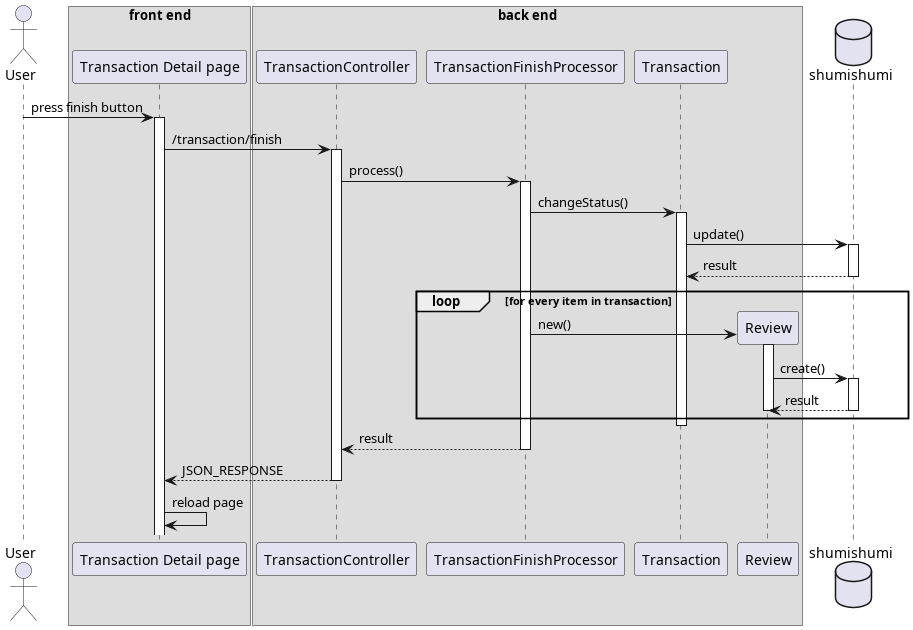 front end
back end
User
Transaction Detail page
TransactionController
TransactionFinishProcessor
Transaction
shumishumi
press finish button
/transaction/finish
process()
changeStatus()
update()
result
loop
[for every item in transaction]
new()
Review
create()
result
result
JSON_RESPONSE
reload page
User
Transaction Detail page
TransactionController
TransactionFinishProcessor
Transaction
Review
shumishumi